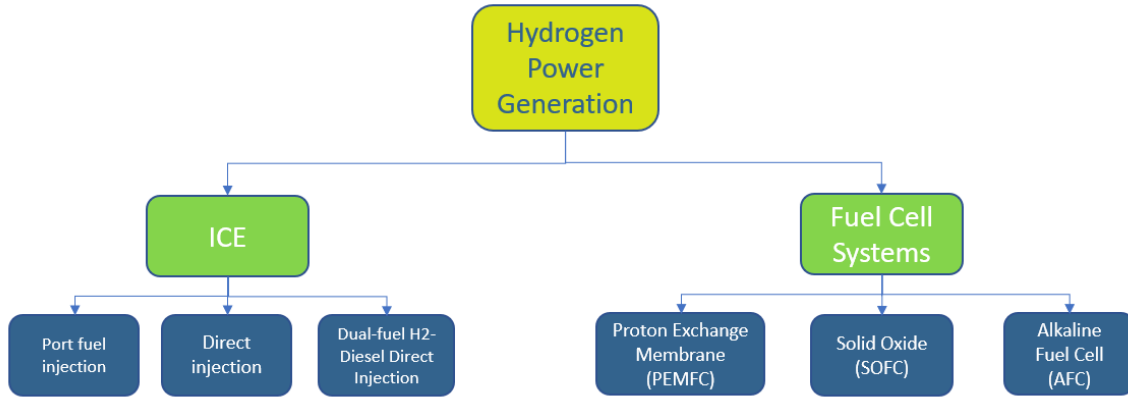 Hydrogen
Power
Generation
ICE
Fuel Cell
Systems
Port fuel
injection
Direct
injection
Dual-fuel H2-
Diesel Direct
Injection
Proton Exchange
Membrane
(PEMFC)
Solid Oxide
(SOFC)
Alkaline
Fuel Cell
(AFC)